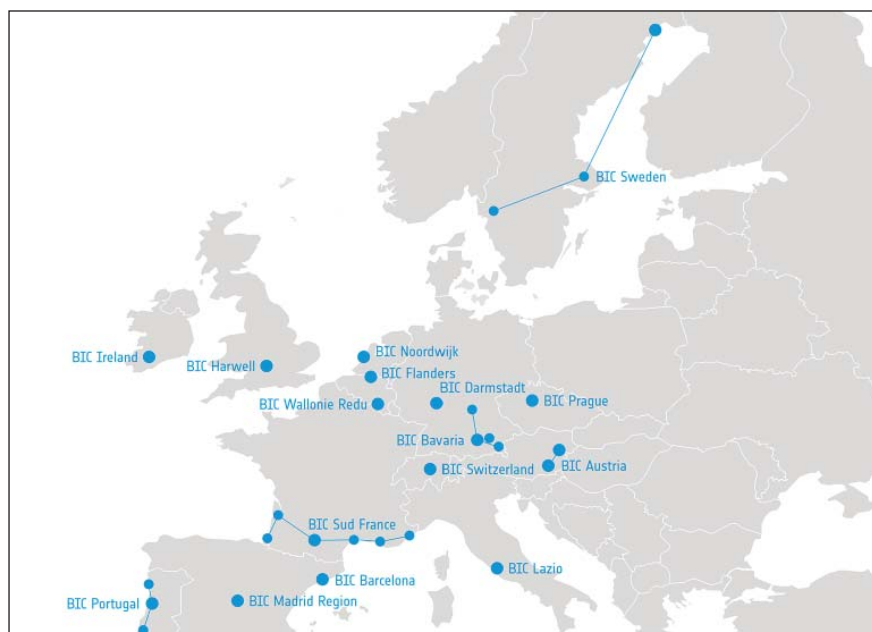 BIC Sweden
BIC Ireland
BIC Harwell
BIC Noordwijk
BIC Flanders
BIC Darmstadt
BIC Wallonie Redu
BIC Prague
BIC Bavaria
BIC Switzerland
BIC Austria
BIC Sud France
BIC Lazio
BIC Barcelona
BIC Portugal
BIC Madrid Region